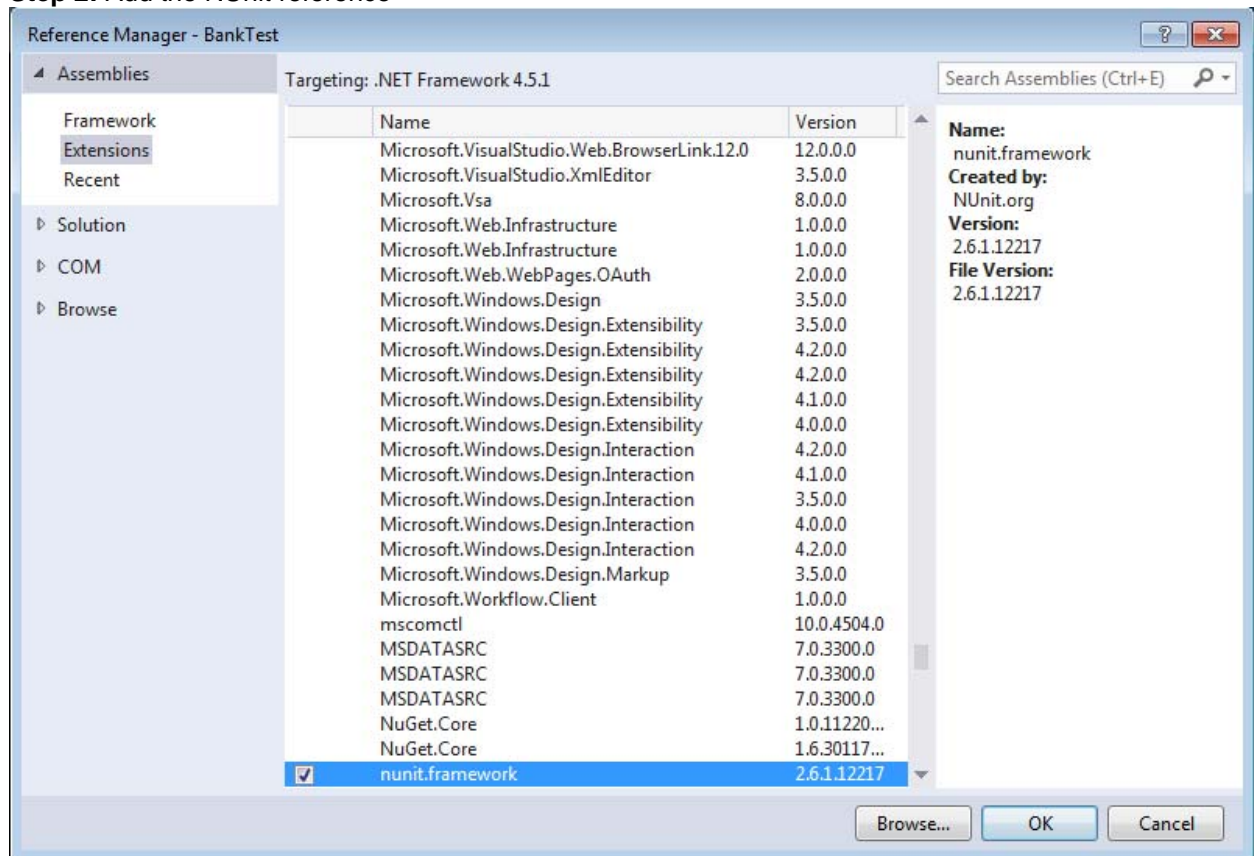 Step 2: Add the NUnit reference
Reference Manager - BankTest
Assemblies
Framework
Extensions
Recent
Solution
COM
Browse
Targeting: .NET Framework 4.5.1
Search Assemblies (Ctrl+E)
Name Version
Microsoft.VisualStudio.Web.BrowserLink.12.0 12.0.0.0
Microsoft.VisualStudio.XmlEditor 3.5.0.0
Microsoft.Vsa 8.0.0.0
Microsoft.Web.Infrastructure 1.0.0.0
Microsoft.Web.Infrastructure 1.0.0.0
Microsoft.Web.WebPages.OAuth 2.0.0.0
Microsoft.Windows.Design 3.5.0.0
Microsoft.Windows.Design.Extensibility 3.5.0.0
Microsoft.Windows.Design.Extensibility 4.2.0.0
Microsoft.Windows.Design.Extensibility 4.2.0.0
Microsoft.Windows.Design.Extensibility 4.1.0.0
Microsoft.Windows.Design.Extensibility 4.0.0.0
Microsoft.Windows.Design.Interaction 4.2.0.0
Microsoft.Windows.Design.Interaction 4.1.0.0
Microsoft.Windows.Design.Interaction 3.5.0.0
Microsoft.Windows.Design.Interaction 4.0.0.0
Microsoft.Windows.Design.Interaction 4.2.0.0
Microsoft.Windows.Design.Markup 3.5.0.0
Microsoft.Workflow.Client 1.0.0.0
mscomctl 10.0.4504.0
MSDATASRC 7.0.3300.0
MSDATASRC 7.0.3300.0
MSDATASRC 7.0.3300.0
NuGet.Core 1.0.11220...
NuGet.Core 1.6.30117...
nunit.framework 2.6.1.12217
Name:
nunit.framework
Created by:
NUnit.org
Version:
2.6.1.12217
File Version:
2.6.1.12217
Browse... OK Cancel